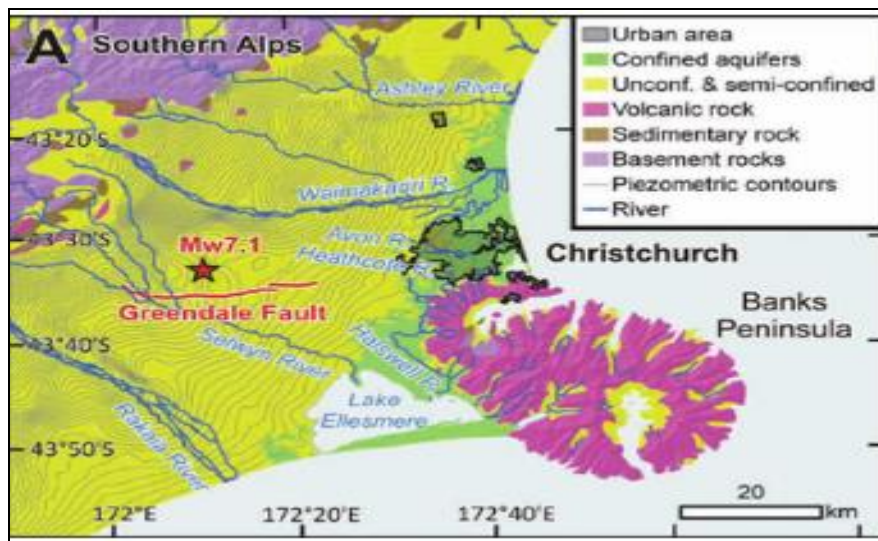 A Southern Alps
Urban area
Confined aquifers
Unconf. & semi-confined
Volcanic rock
Sedimentary rock
Basement rocks
Piezometric contours
River
Ashley River
43°20'S
Waimakariri R.
43°30'S
Mw7.1
Avon R.
Heathcote R.
Christchurch
Greendale Fault
Banks
Peninsula
43°40'S
Selwyn River
Halswell R.
Lake
Ellesmere
Rakaia River
43°50'S
172°E
172°20'E
172°40'E
20
km